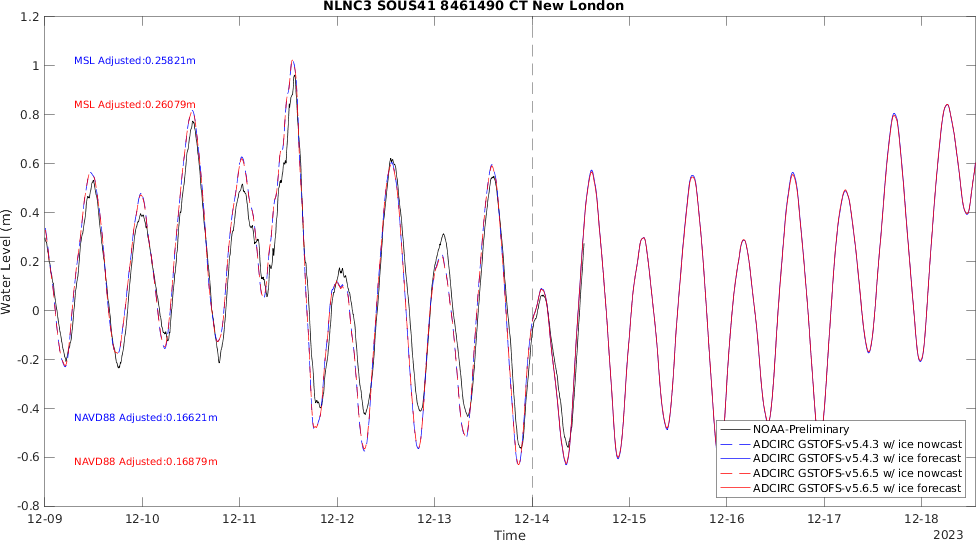 NLNC3 SOUS41 8461490 CT New London
1.2
1
0.8
0.6
0.4
0.2
0
-0.2
-0.4
-0.6
-0.8
Water Level (m)
MSL Adjusted:0.25821m
MSL Adjusted:0.26079m
NAVD88 Adjusted:0.16621m
NAVD88 Adjusted:0.16879m
NOAA-Preliminary
ADCIRC GSTOFS-v5.4.3 w/ ice nowcast
ADCIRC GSTOFS-v5.4.3 w/ ice forecast
ADCIRC GSTOFS-v5.6.5 w/ ice nowcast
ADCIRC GSTOFS-v5.6.5 w/ ice forecast
12-09 12-10 12-11 12-12 12-13 12-14 12-15 12-16 12-17 12-18
Time
2023